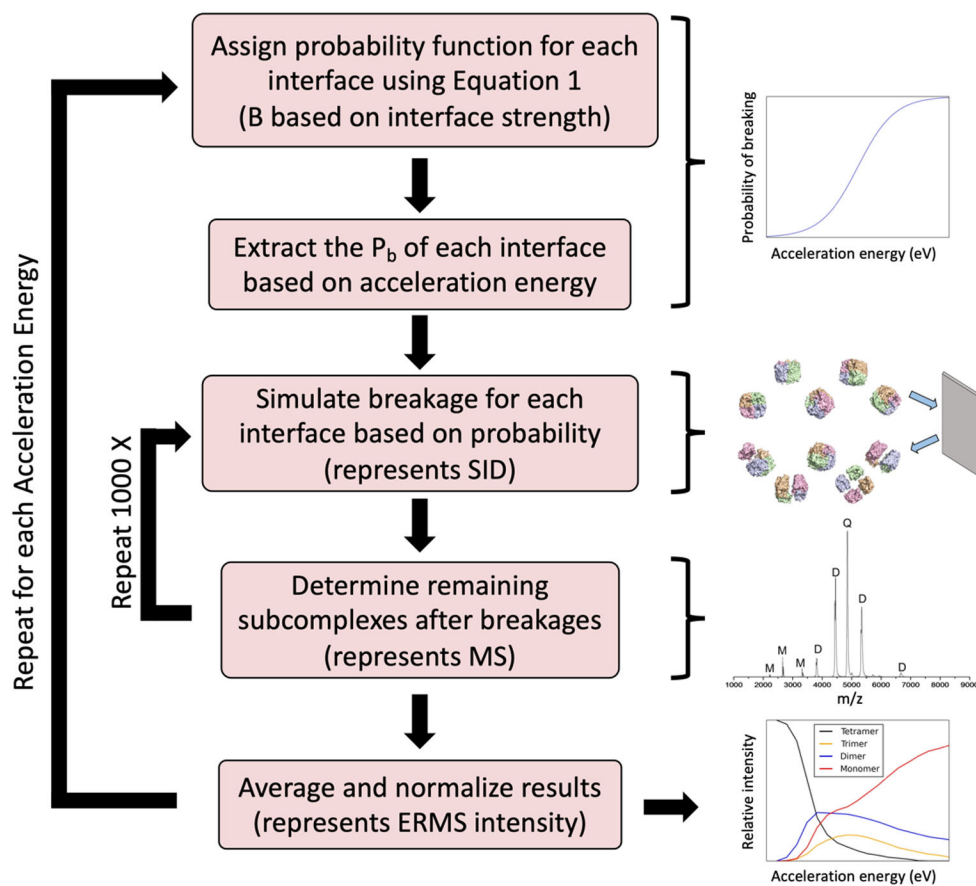 Assign probability function for each
interface using Equation 1
(B based on interface strength)
Extract the Pb of each interface
based on acceleration energy
Simulate breakage for each
interface based on probability
(represents SID)
Determine remaining
subcomplexes after breakages
(represents MS)
Average and normalize results
(represents ERMS intensity)
Repeat for each Acceleration Energy
Repeat 1000 X
Probability of breaking
Acceleration energy (eV)
Q
D
D
M
D
M
M
D
1000 2000 3000 4000 5000 6000 7000 8000 9000
m/z
Relative intensity
Tetramer
Trimer
Dimer
Monomer
Acceleration energy (eV)